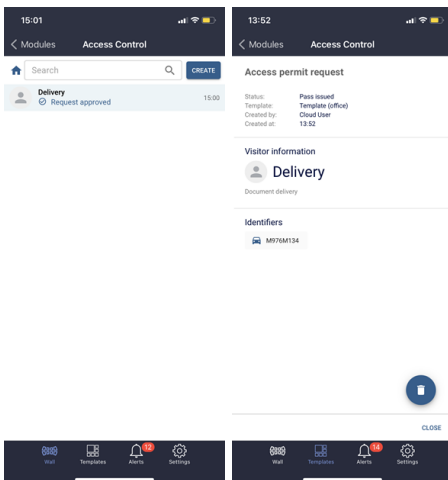 15:01
Modules
Access Control
Search
CREATE
Delivery
Request approved
15:00
12
Wall
Templates
Alerts
Settings
13:52
Modules
Access Control
Access permit request
Status: Pass issued
Template: Template (office)
Created by: Cloud User
Created at: 13:52
Visitor information
Delivery
Document delivery
Identifiers
M976M134
CLOSE
14
Wall
Templates
Alerts
Settings